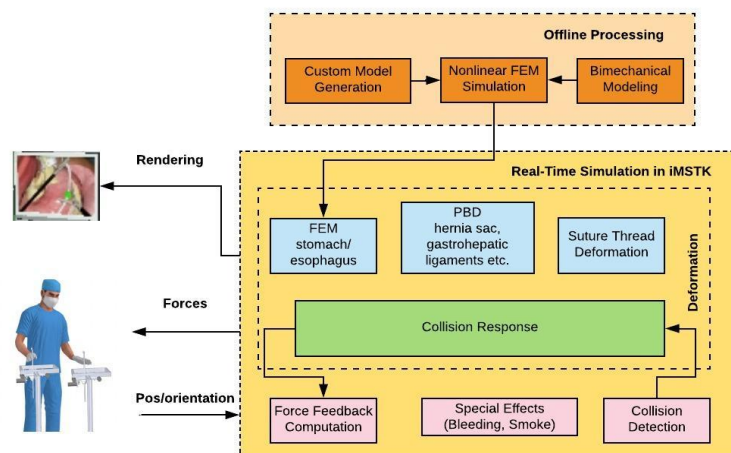 Offline Processing
Custom Model
Generation
Nonlinear FEM
Simulation
Bimechanical
Modeling
Rendering
Real-Time Simulation in iMSTK
FEM
stomach/
esophagus
PBD
hernia sac,
gastrohepatic
ligaments etc.
Suture Thread
Deformation
Deformation
Forces
Collision Response
Pos/orientation
Force Feedback
Computation
Special Effects
(Bleeding, Smoke)
Collision
Detection